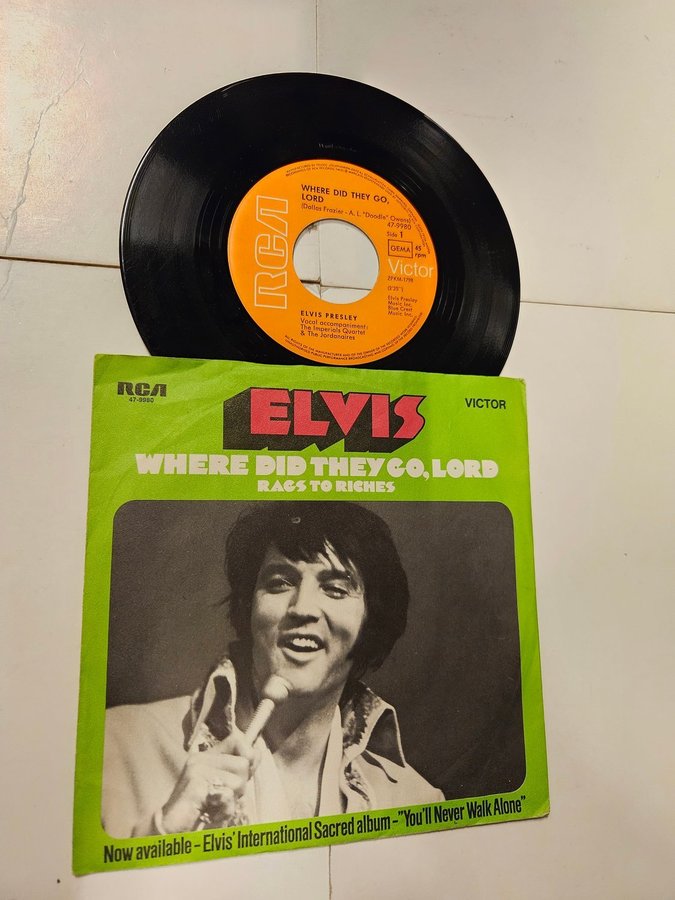 WHERE DID THEY GO,
LORD
(Dallas Frazier - A. L. "Doodle" Owens)
47-9980
Side 1
GEMA
45
rpm
RCA
Victor
(2'25")
Elvis Presley
Music Inc.
Blue Crest
Music Inc.
ELVIS PRESLEY
Vocal accompaniment:
The Imperials Quartet
& The Jordanaires
RCA
47-9980
ELVIS
VICTOR
WHERE DID THEY GO, LORD
RAGS TO RICHES
Now available - Elvis' International Sacred album - "You'll Never Walk Alone"